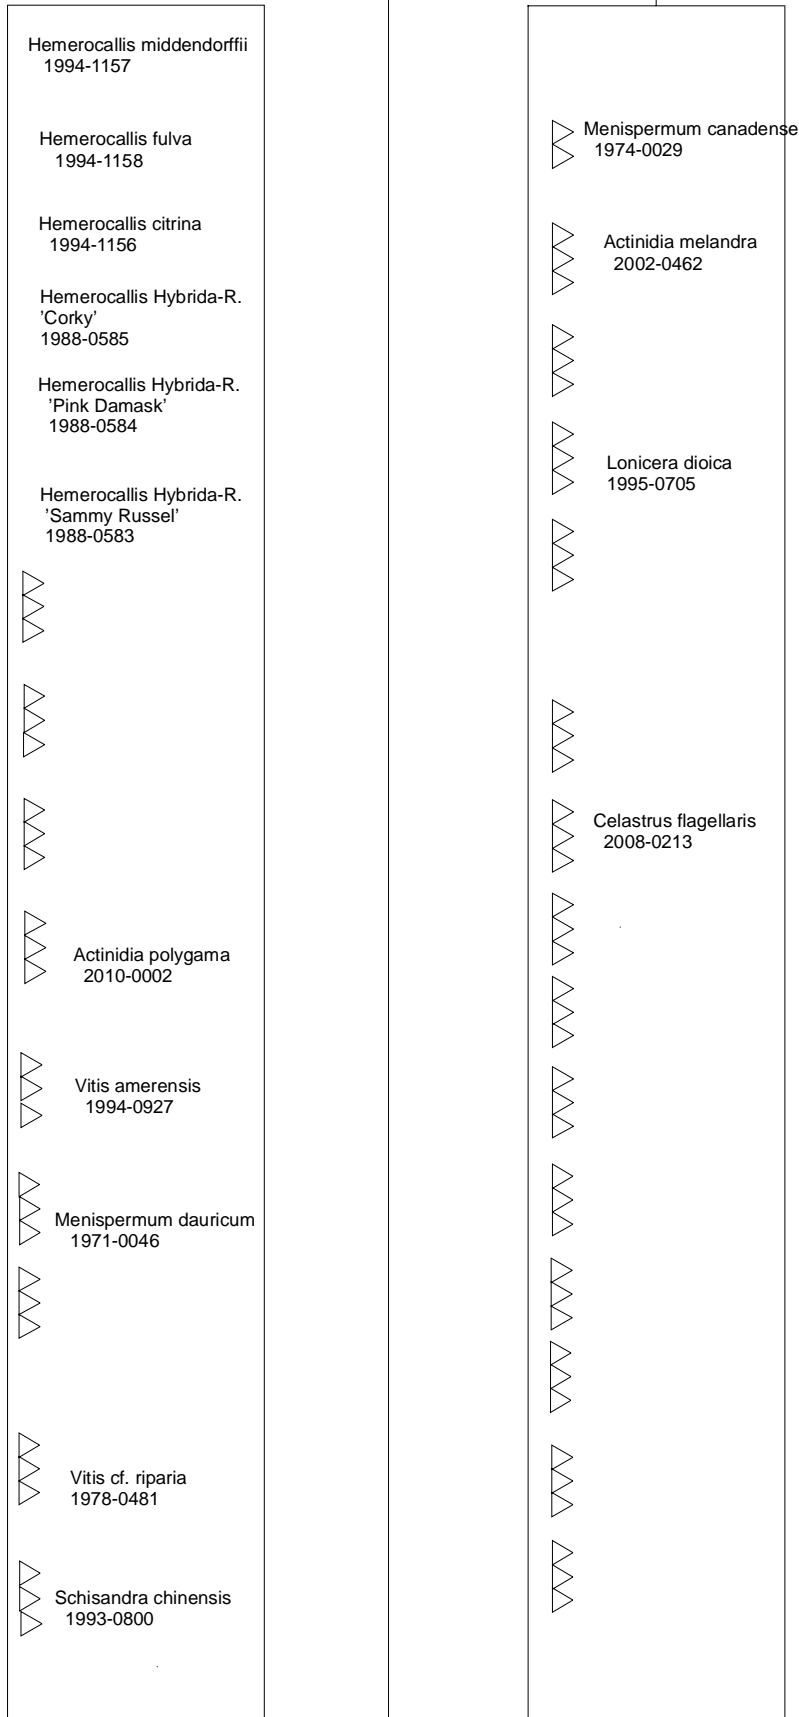 Hemerocallis middendorffii
1994-1157
Hemerocallis fulva
1994-1158
Hemerocallis citrina
1994-1156
Hemerocallis Hybrida-R.
'Corky'
1988-0585
Hemerocallis Hybrida-R.
'Pink Damask'
1988-0584
Hemerocallis Hybrida-R.
'Sammy Russel'
1988-0583
Actinidia polygama
2010-0002
Vitis amerensis
1994-0927
Menispermum dauricum
1971-0046
Vitis cf. riparia
1978-0481
Schisandra chinensis
1993-0800
Menispermum canadense
1974-0029
Actinidia melandra
2002-0462
Lonicera dioica
1995-0705
Celastrus flagellaris
2008-0213